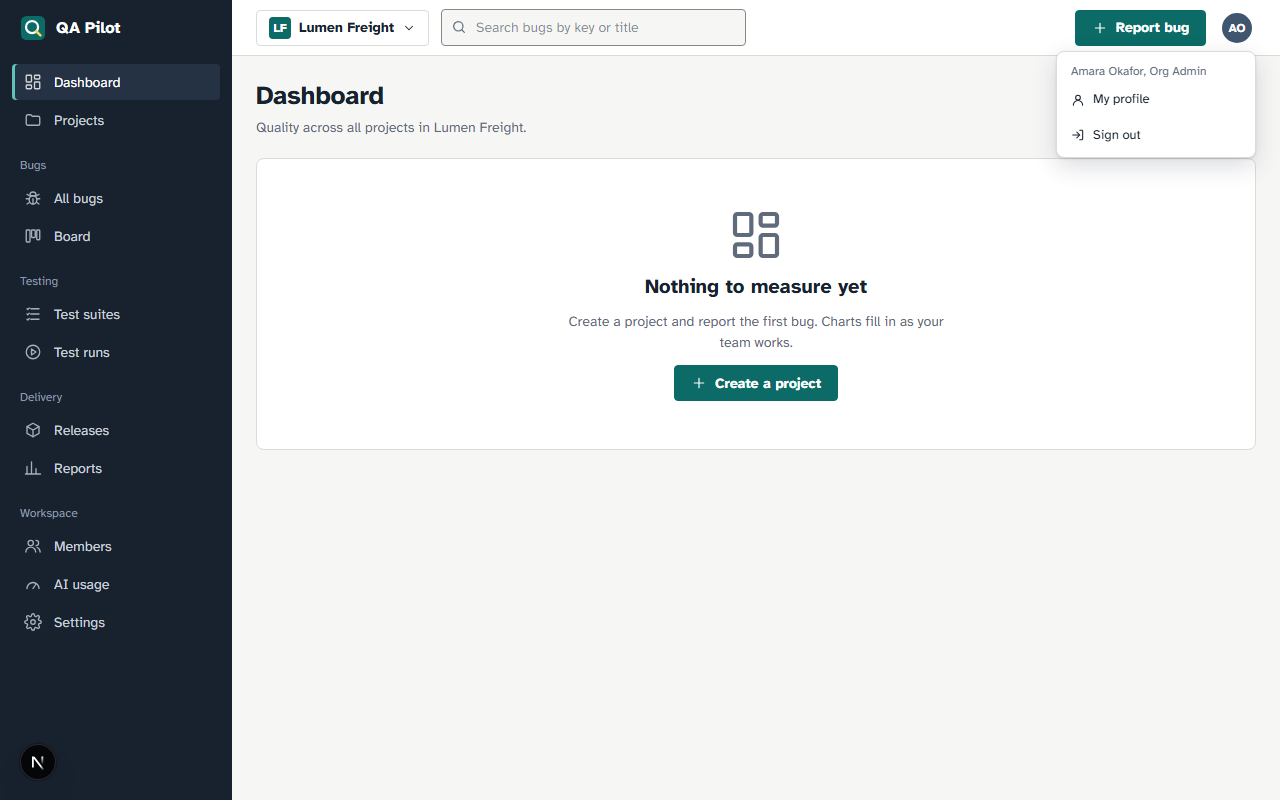 QA Pilot
LF Lumen Freight
Search bugs by key or title
Report bug
AO
Dashboard
Projects
Bugs
All bugs
Board
Testing
Test suites
Test runs
Delivery
Releases
Reports
Workspace
Members
AI usage
Settings
N
Amara Okafor, Org Admin
My profile
Sign out
Dashboard
Quality across all projects in Lumen Freight.
Nothing to measure yet
Create a project and report the first bug. Charts fill in as your
team works.
Create a project